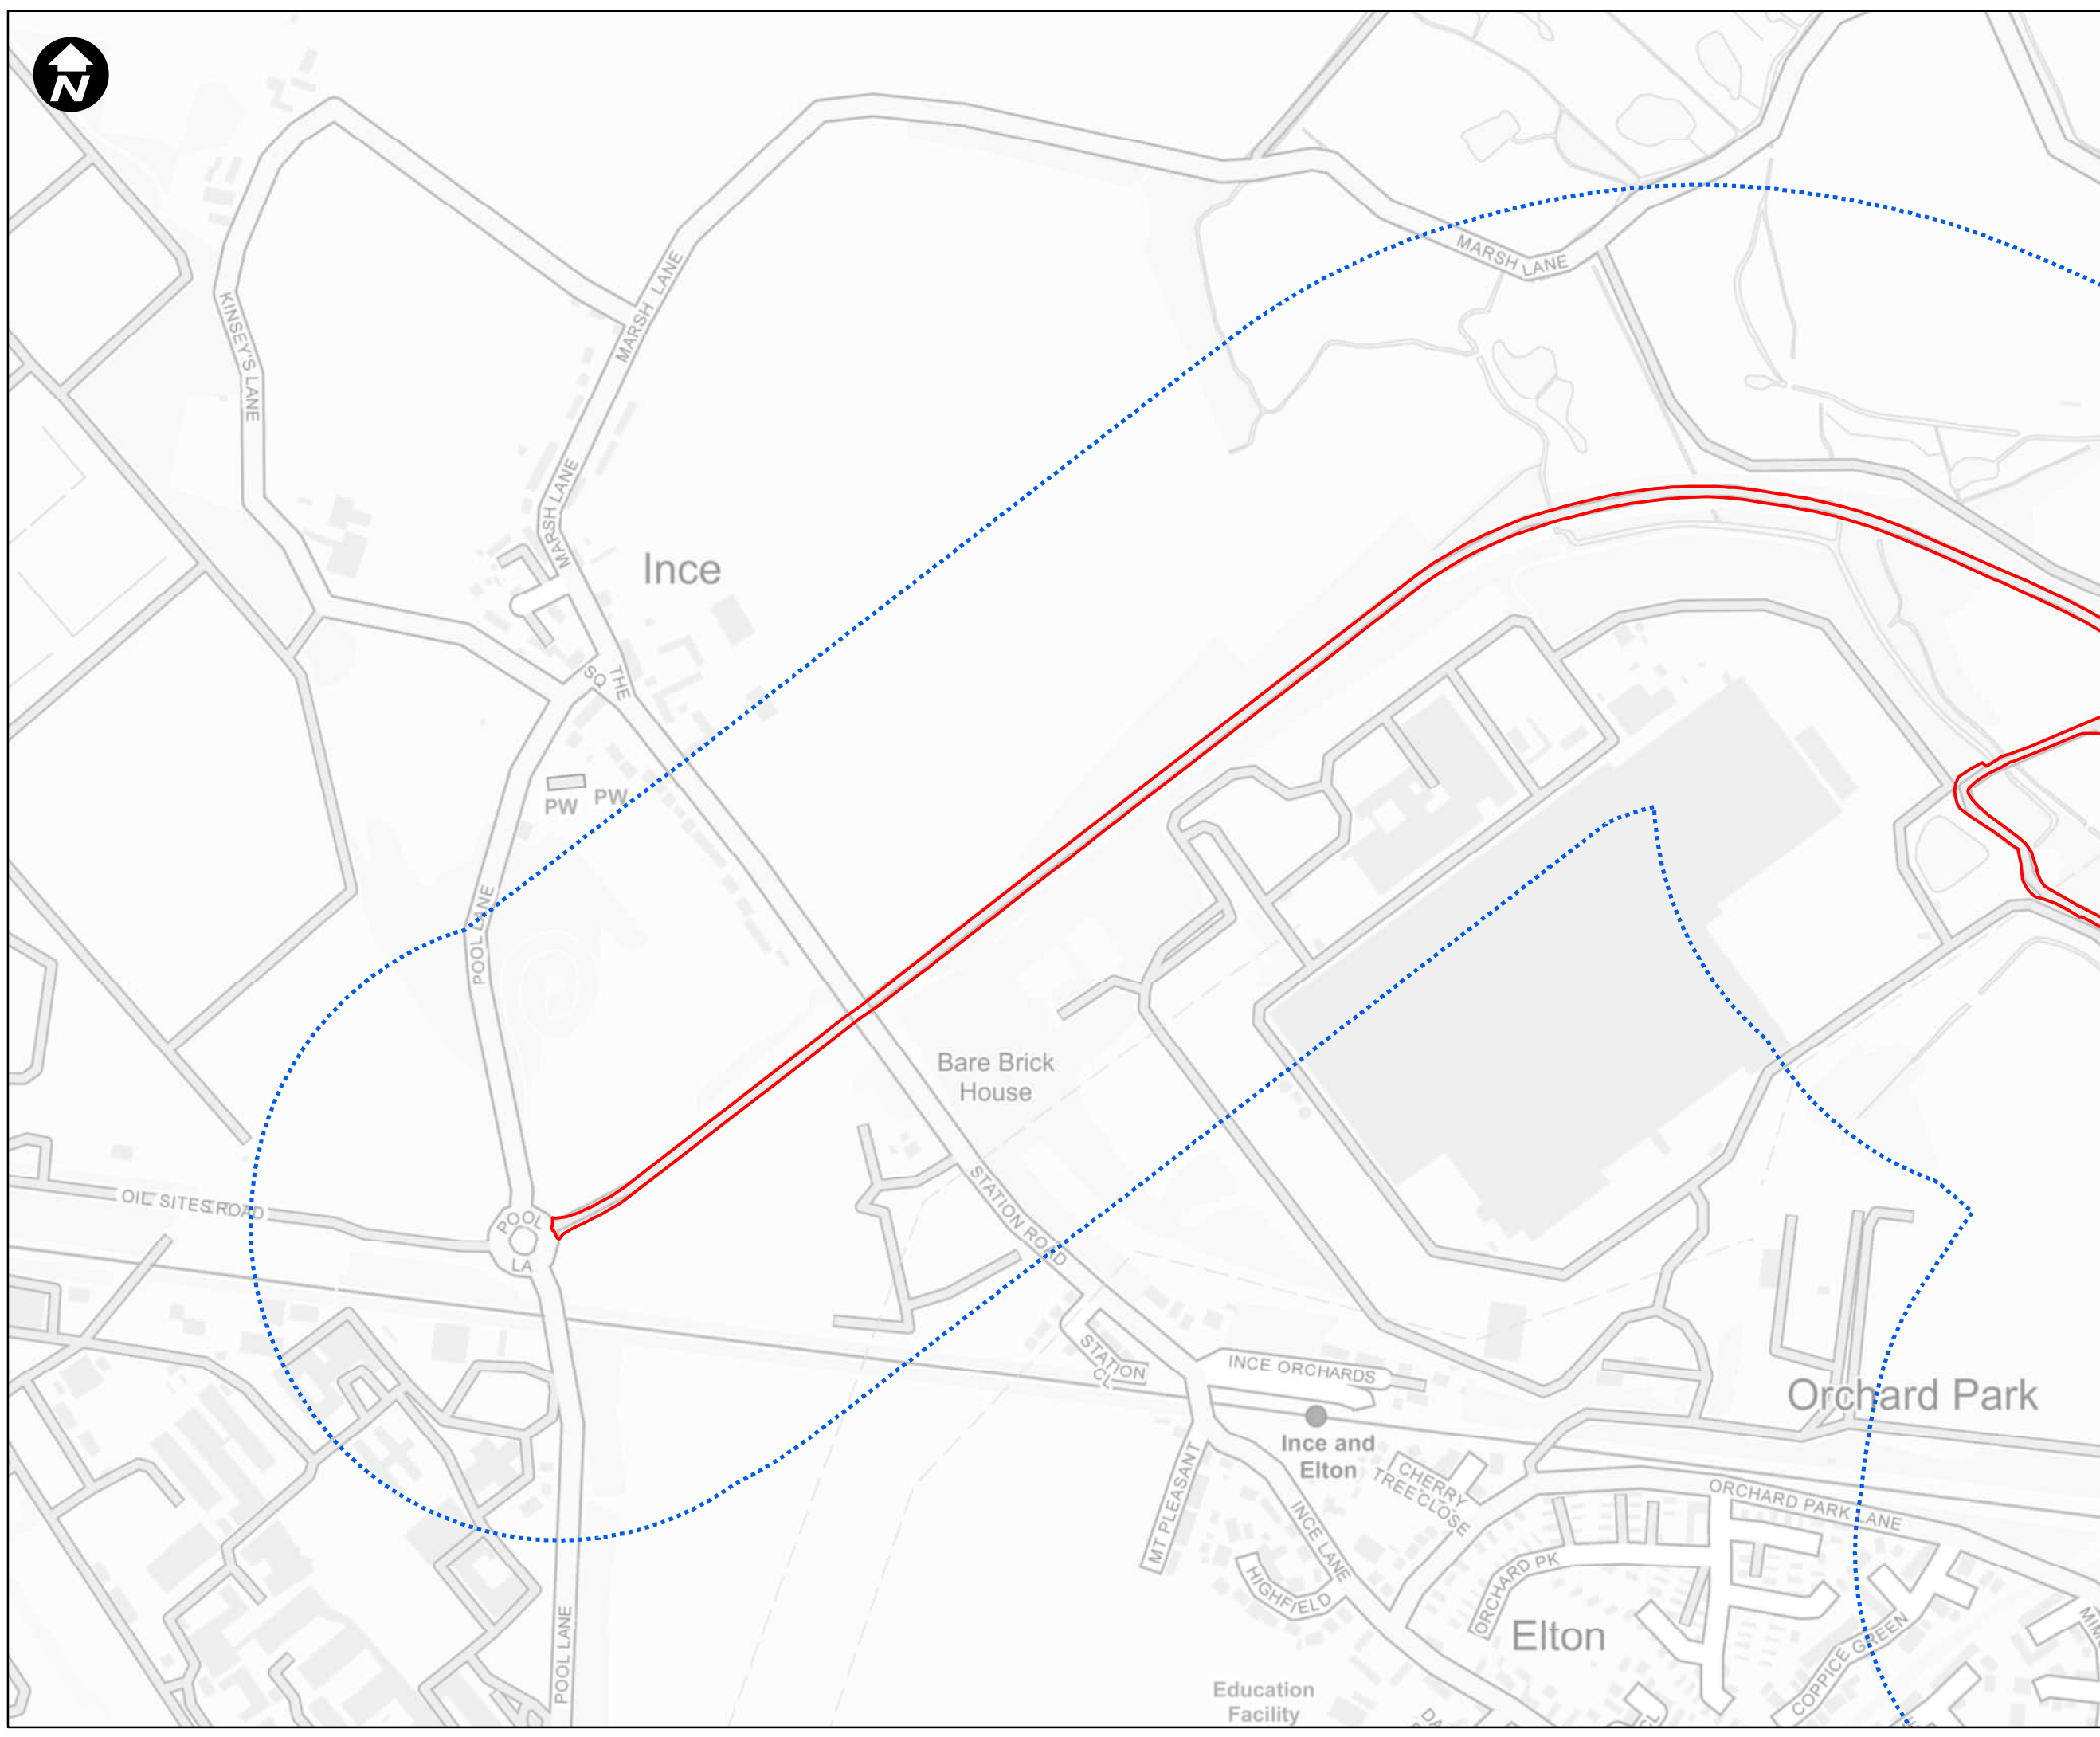 N
MARSH LANE
MARSH LANE
KINSEY'S LANE
MARSH LANE
MARSH
Ince
THE
SQ
PW
PW
POOL LANE
Bare Brick
House
OIL SITES ROAD
POOL
LA
STATION ROAD
STATION
CL
INCE ORCHARDS
Orchard Park
Ince and
Elton
CHERRY
TREE CLOSE
ORCHARD PARK LANE
MT PLEASANT
INCE LANE
HIGHFIELD
ORCHARD PK
Elton
COPPICE GREEN
POOL LANE
Education
Facility
CL